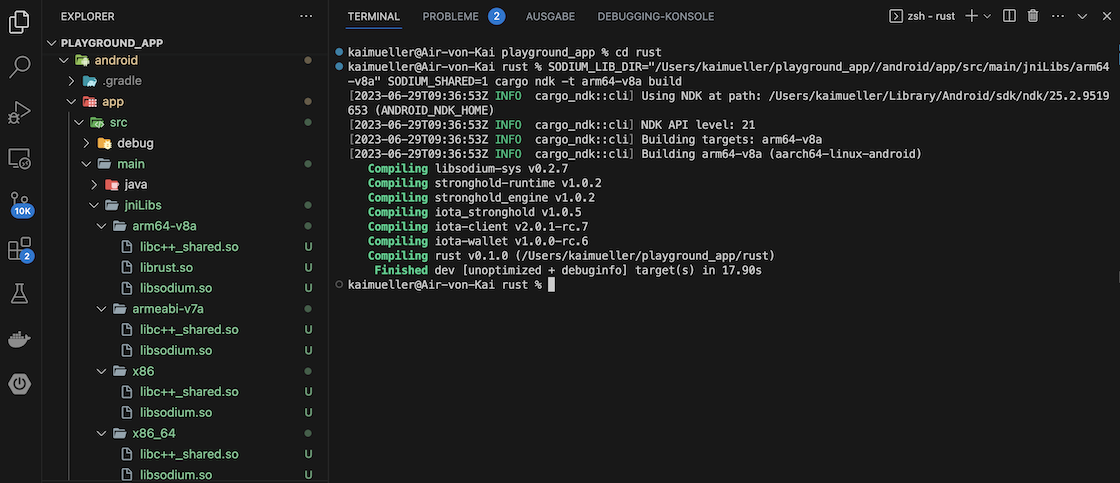 EXPLORER
PLAYGROUND_APP
android
.gradle
app
src
debug
main
java
jniLibs
arm64-v8a
libc++_shared.so U
librust.so U
libsodium.so U
armeabi-v7a
libc++_shared.so U
libsodium.so U
x86
libc++_shared.so U
libsodium.so U
x86_64
libc++_shared.so U
libsodium.so U
10K
2
TERMINAL PROBLEME 2 AUSGABE DEBUGGING-KONSOLE zsh - rust
kaimueller@Air-von-Kai playground_app % cd rust
kaimueller@Air-von-Kai rust % SODIUM_LIB_DIR="/Users/kaimueller/playground_app//android/app/src/main/jniLibs/arm64
-v8a" SODIUM_SHARED=1 cargo ndk -t arm64-v8a build
[2023-06-29T09:36:53Z INFO  cargo_ndk::cli] Using NDK at path: /Users/kaimueller/Library/Android/sdk/ndk/25.2.9519
653 (ANDROID_NDK_HOME)
[2023-06-29T09:36:53Z INFO  cargo_ndk::cli] NDK API level: 21
[2023-06-29T09:36:53Z INFO  cargo_ndk::cli] Building targets: arm64-v8a
[2023-06-29T09:36:53Z INFO  cargo_ndk::cli] Building arm64-v8a (aarch64-linux-android)
Compiling libsodium-sys v0.2.7
Compiling stronghold-runtime v1.0.2
Compiling stronghold_engine v1.0.2
Compiling iota_stronghold v1.0.5
Compiling iota-client v2.0.1-rc.7
Compiling iota-wallet v1.0.0-rc.6
Compiling rust v0.1.0 (/Users/kaimueller/playground_app/rust)
Finished dev [unoptimized + debuginfo] target(s) in 17.90s
kaimueller@Air-von-Kai rust %